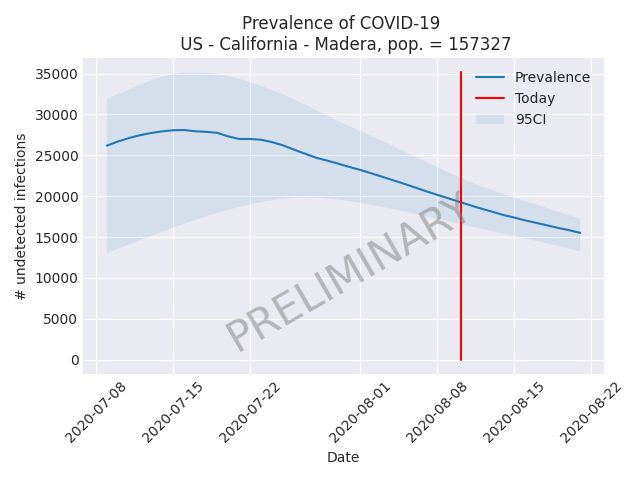 Prevalence of COVID-19
US - California - Madera, pop. = 157327
# undetected infections
35000
30000
25000
20000
15000
10000
5000
0
Prevalence
Today
95CI
PRELIMINARY
2020-07-08
2020-07-15
2020-07-22
2020-08-01
2020-08-08
2020-08-15
2020-08-22
Date